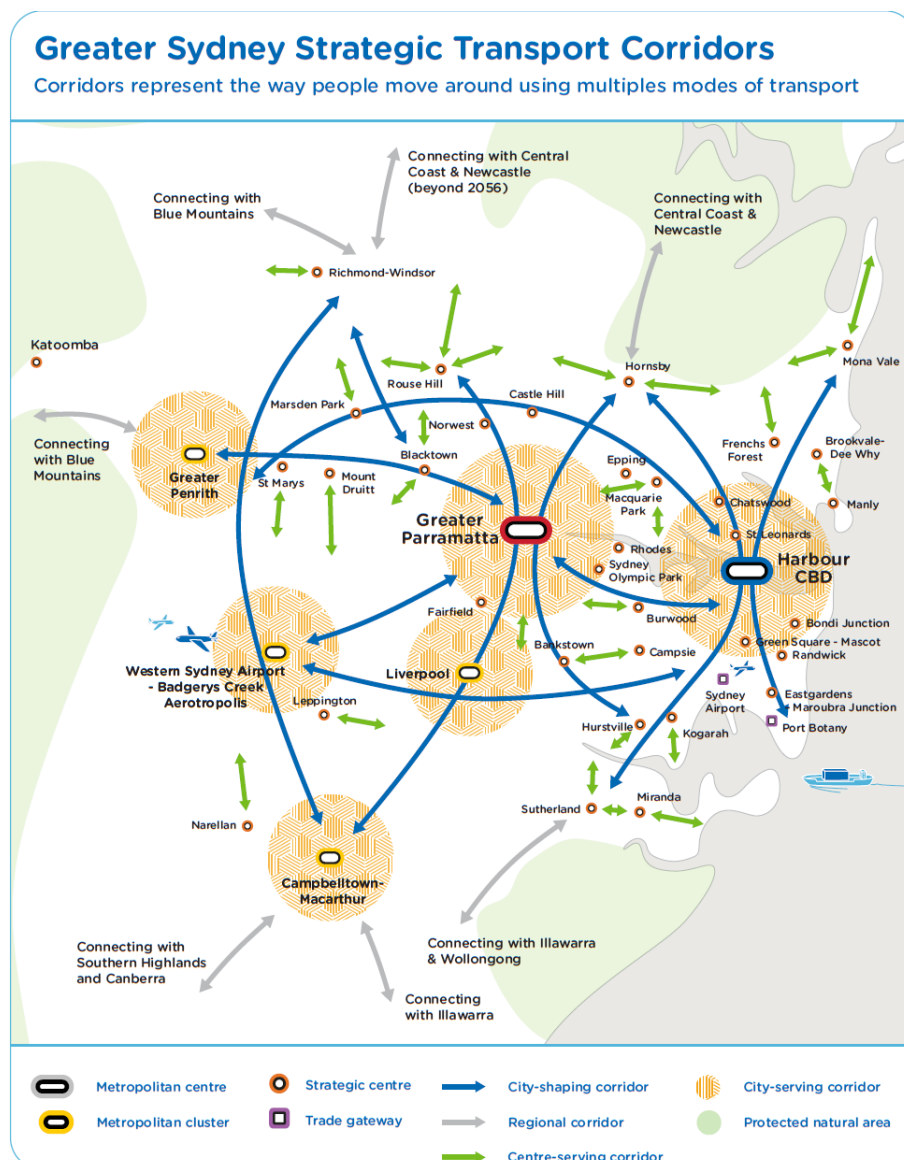 Greater Sydney Strategic Transport Corridors
Corridors represent the way people move around using multiples modes of transport
Connecting with Central
Coast & Newcastle
(beyond 2056)
Connecting with
Blue Mountains
Connecting with
Central Coast &
Newcastle
Richmond-Windsor
Katoomba
Mona Vale
Hornsby
Rouse Hill
Castle Hill
Marsden Park
Norwest
Frenchs
Forest
Brookvale-
Dee Why
Connecting
with Blue
Mountains
Greater
Penrith
St Marys
Mount
Druitt
Blacktown
Epping
Macquarie
Park
Chatswood
Manly
Greater
Parramatta
St Leonards
Rhodes
Harbour
CBD
Sydney
Olympic Park
Fairfield
Burwood
Bondi Junction
Green Square - Mascot
Randwick
Bankstown
Campsie
Western Sydney Airport
- Badgerys Creek
Aerotropolis
Liverpool
Leppington
Sydney
Airport
Eastgardens
- Maroubra Junction
Hurstville
Kogarah
Port Botany
Narellan
Sutherland
Miranda
Campbelltown-
Macarthur
Connecting with
Southern Highlands
and Canberra
Connecting with Illawarra
& Wollongong
Connecting
with Illawarra
Metropolitan centre
Strategic centre
City-shaping corridor
City-serving corridor
Metropolitan cluster
Trade gateway
Regional corridor
Protected natural area
Centre-serving corridor